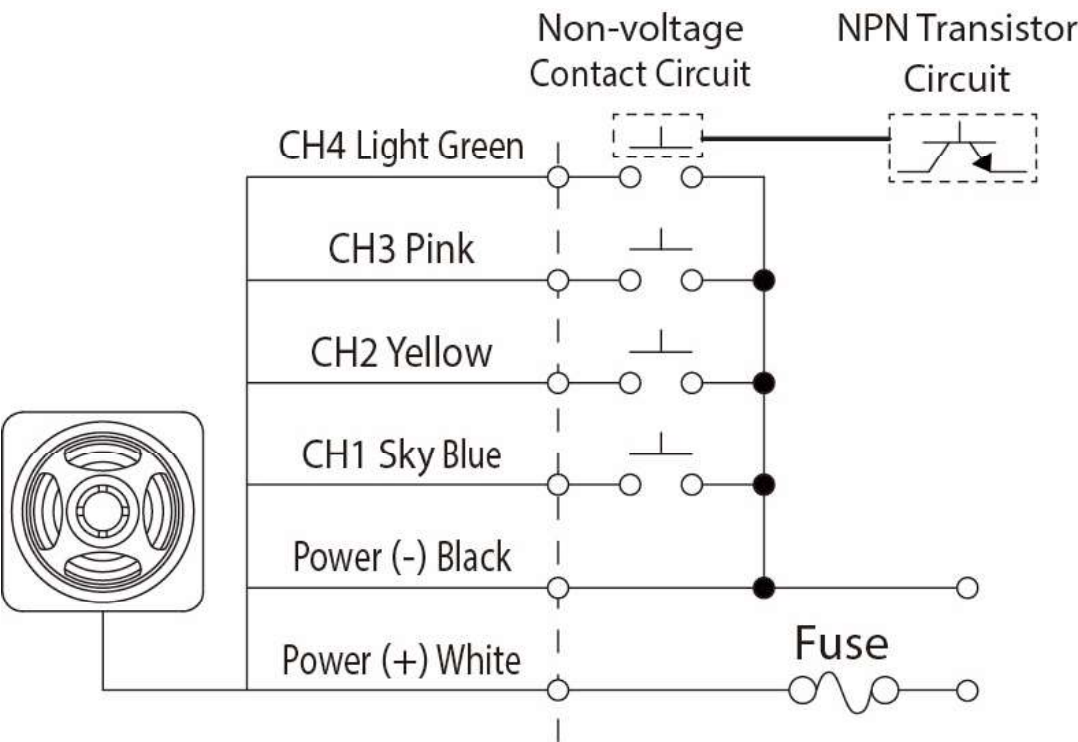 Non-voltage
Contact Circuit
NPN Transistor
Circuit
CH4 Light Green
CH3 Pink
CH2 Yellow
CH1 Sky Blue
Power (-) Black
Power (+) White
Fuse